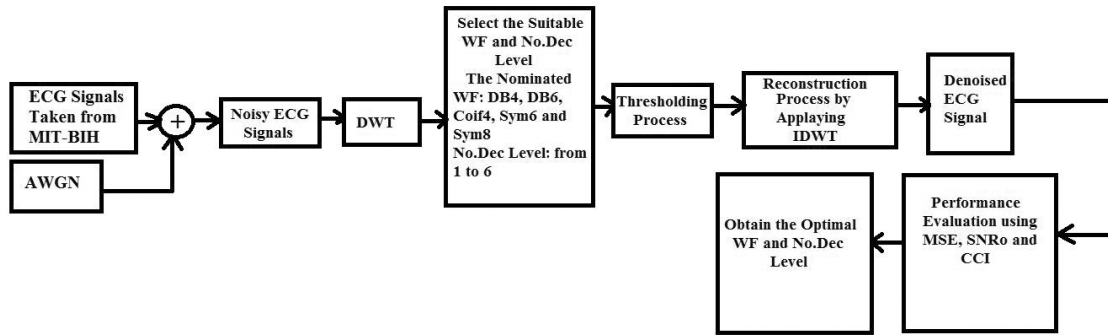 ECG Signals
Taken from
MIT-BIH
AWGN
+
Noisy ECG
Signals
DWT
Select the Suitable
WF and No.Dec
Level
The Nominated
WF: DB4, DB6,
Coif4, Sym6 and
Sym8
No.Dec Level: from
1 to 6
Thresholding
Process
Reconstruction
Process by
Applaying
IDWT
Denoised
ECG
Signal
Performance
Evaluation using
MSE, SNRo and
CCI
Obtain the Optimal
WF and No.Dec
Level